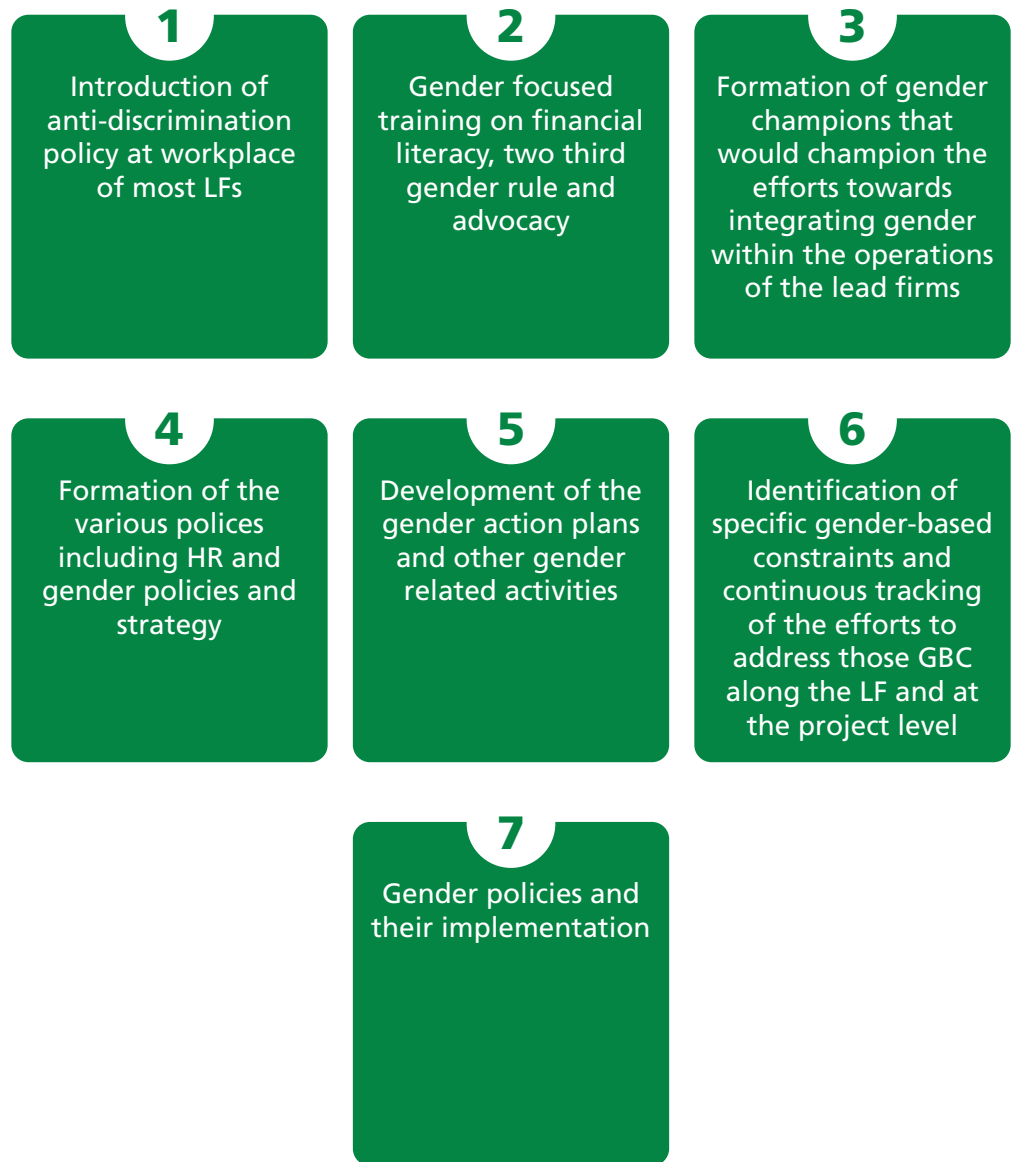 1
Introduction of
anti-discrimination
policy at workplace
of most LFs
2
Gender focused
training on financial
literacy, two third
gender rule and
advocacy
3
Formation of gender
champions that
would champion the
efforts towards
integrating gender
within the operations
of the lead firms
4
Formation of the
various polices
including HR and
gender policies and
strategy
5
Development of the
gender action plans
and other gender
related activities
6
Identification of
specific gender-based
constraints and
continuous tracking
of the efforts to
address those GBC
along the LF and at
the project level
7
Gender policies and
their implementation